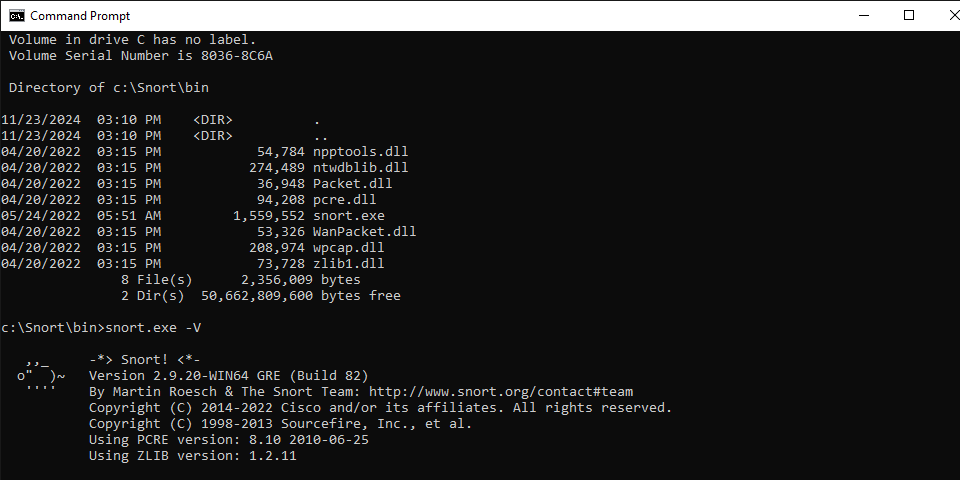 Command Prompt
Volume in drive C has no label.
Volume Serial Number is 8036-8C6A
Directory of c:\Snort\bin
11/23/2024  03:10 PM    <DIR>          .
11/23/2024  03:10 PM    <DIR>          ..
04/20/2022  03:15 PM            54,784 npptools.dll
04/20/2022  03:15 PM           274,489 ntwdblib.dll
04/20/2022  03:15 PM            36,948 Packet.dll
04/20/2022  03:15 PM            94,208 pcre.dll
05/24/2022  05:51 AM         1,559,552 snort.exe
04/20/2022  03:15 PM            53,326 WanPacket.dll
04/20/2022  03:15 PM           208,974 wpcap.dll
04/20/2022  03:15 PM            73,728 zlib1.dll
               8 File(s)      2,356,009 bytes
               2 Dir(s)  50,662,809,600 bytes free
c:\Snort\bin>snort.exe -V
   ,,_     -*> Snort! <*-
  o"  )~   Version 2.9.20-WIN64 GRE (Build 82)
   ''''    By Martin Roesch & The Snort Team: http://www.snort.org/contact#team
           Copyright (C) 2014-2022 Cisco and/or its affiliates. All rights reserved.
           Copyright (C) 1998-2013 Sourcefire, Inc., et al.
           Using PCRE version: 8.10 2010-06-25
           Using ZLIB version: 1.2.11